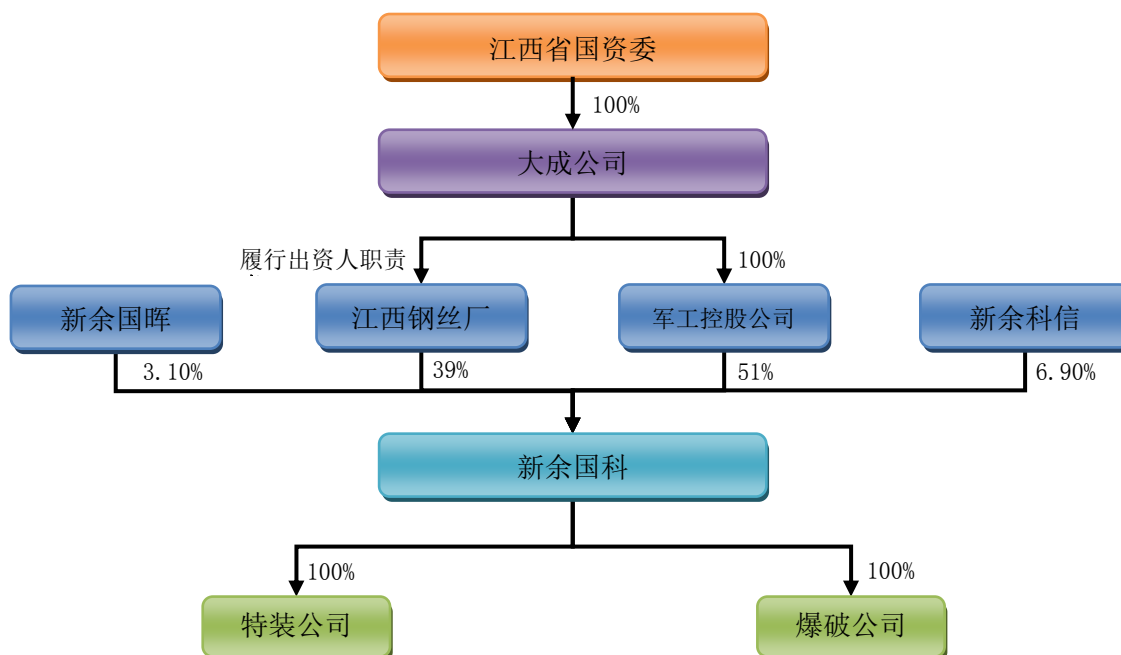 江西省国资委
100%
大成公司
履行出资人职责
100%
新余国晖
江西钢丝厂
军工控股公司
新余科信
3.10%
39%
51%
6.90%
新余国科
100%
100%
特装公司
爆破公司